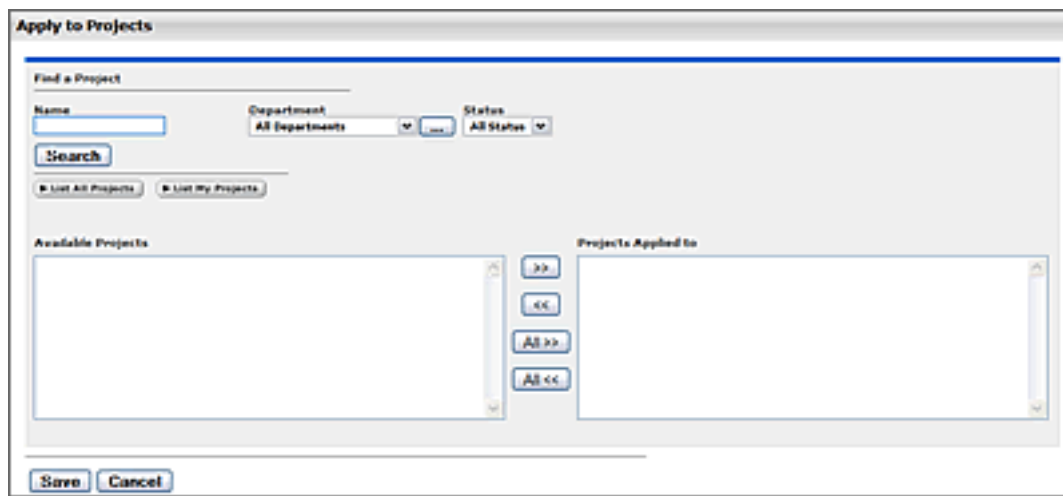 Apply to Projects
Find a Project
Name Department Status
All Departments ... All Status
Search
List All Projects List My Projects
Available Projects Projects Applied to
>>
<<
All >>
All <<
Save Cancel